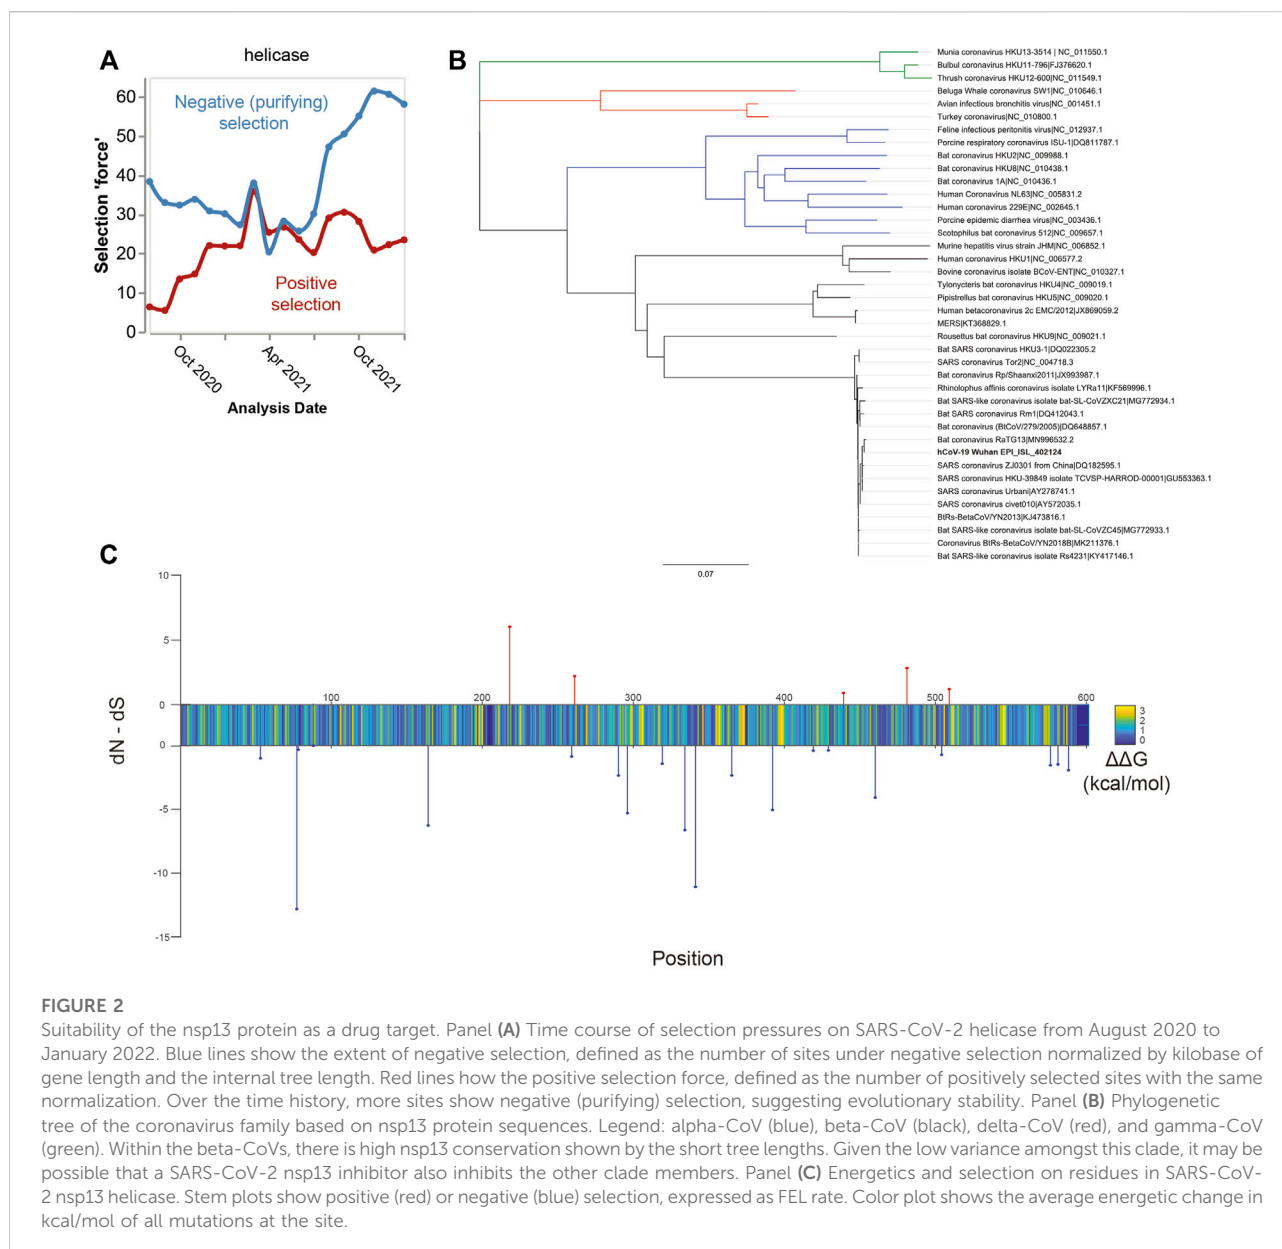 A
helicase
Negative (purifying)
selection
Positive
selection
Selection 'force'
60
50
40
30
20
10
0
Oct 2020
Apr 2021
Oct 2021
Analysis Date
B
Munia coronavirus HKU13-3514 | NC_011550.1
Bulbul coronavirus HKU11-796|FJ376620.1
Thrush coronavirus HKU12-600|NC_011549.1
Beluga Whale coronavirus SW1|NC_010646.1
Avian infectious bronchitis virus|NC_001451.1
Turkey coronavirus|NC_010800.1
Feline infectious peritonitis virus|NC_012937.1
Porcine respiratory coronavirus ISU-1|DQ811787.1
Bat coronavirus HKU2|NC_009988.1
Bat coronavirus HKU8|NC_010438.1
Bat coronavirus 1A|NC_010436.1
Human Coronavirus NL63|NC_005831.2
Human coronavirus 229E|NC_002645.1
Porcine epidemic diarrhea virus|NC_003436.1
Scotophilus bat coronavirus 512|NC_009657.1
Murine hepatitis virus strain JHM|NC_006852.1
Human coronavirus HKU1|NC_006577.2
Bovine coronavirus isolate BCoV-ENT|NC_010327.1
Tylonycteris bat coronavirus HKU4|NC_009019.1
Pipistrellus bat coronavirus HKU5|NC_009020.1
Human betacoronavirus 2c EMC/2012|JX869059.2
MERS|KT368829.1
Rousettus bat coronavirus HKU9|NC_009021.1
Bat SARS coronavirus HKU3-1|DQ022305.2
SARS coronavirus Tor2|NC_004718.3
Bat coronavirus Rp/Shaanxi2011|JX993987.1
Rhinolophus affinis coronavirus isolate LYRa11|KF569996.1
Bat SARS-like coronavirus isolate bat-SL-CoVZXC21|MG772934.1
Bat SARS coronavirus Rm1|DQ412043.1
Bat coronavirus (BtCoV/279/2005)|DQ648857.1
Bat coronavirus RaTG13|MN996532.2
hCoV-19 Wuhan EPI_ISL_402124
SARS coronavirus ZJ0301 from China|DQ182595.1
SARS coronavirus HKU-39849 isolate TCVSP-HARROD-00001|GU553363.1
SARS coronavirus Urbani|AY278741.1
SARS coronavirus civet010|AY572035.1
BtRs-BetaCoV/YN2013|KJ473816.1
Bat SARS-like coronavirus isolate bat-SL-CoVZC45|MG772933.1
Coronavirus BtRs-BetaCoV/YN2018B|MK211376.1
Bat SARS-like coronavirus isolate Rs4231|KY417146.1
0.07
C
10
5
0
0
-5
-10
-15
dN - dS
100
200
300
400
500
600
Position
3
2
1
0
ΔΔG
(kcal/mol)
FIGURE 2
Suitability of the nsp13 protein as a drug target. Panel (A) Time course of selection pressures on SARS-CoV-2 helicase from August 2020 to
January 2022. Blue lines show the extent of negative selection, defined as the number of sites under negative selection normalized by kilobase of
gene length and the internal tree length. Red lines how the positive selection force, defined as the number of positively selected sites with the same
normalization. Over the time history, more sites show negative (purifying) selection, suggesting evolutionary stability. Panel (B) Phylogenetic
tree of the coronavirus family based on nsp13 protein sequences. Legend: alpha-CoV (blue), beta-CoV (black), delta-CoV (red), and gamma-CoV
(green). Within the beta-CoVs, there is high nsp13 conservation shown by the short tree lengths. Given the low variance amongst this clade, it may be
possible that a SARS-CoV-2 nsp13 inhibitor also inhibits the other clade members. Panel (C) Energetics and selection on residues in SARS-CoV-
2 nsp13 helicase. Stem plots show positive (red) or negative (blue) selection, expressed as FEL rate. Color plot shows the average energetic change in
kcal/mol of all mutations at the site.